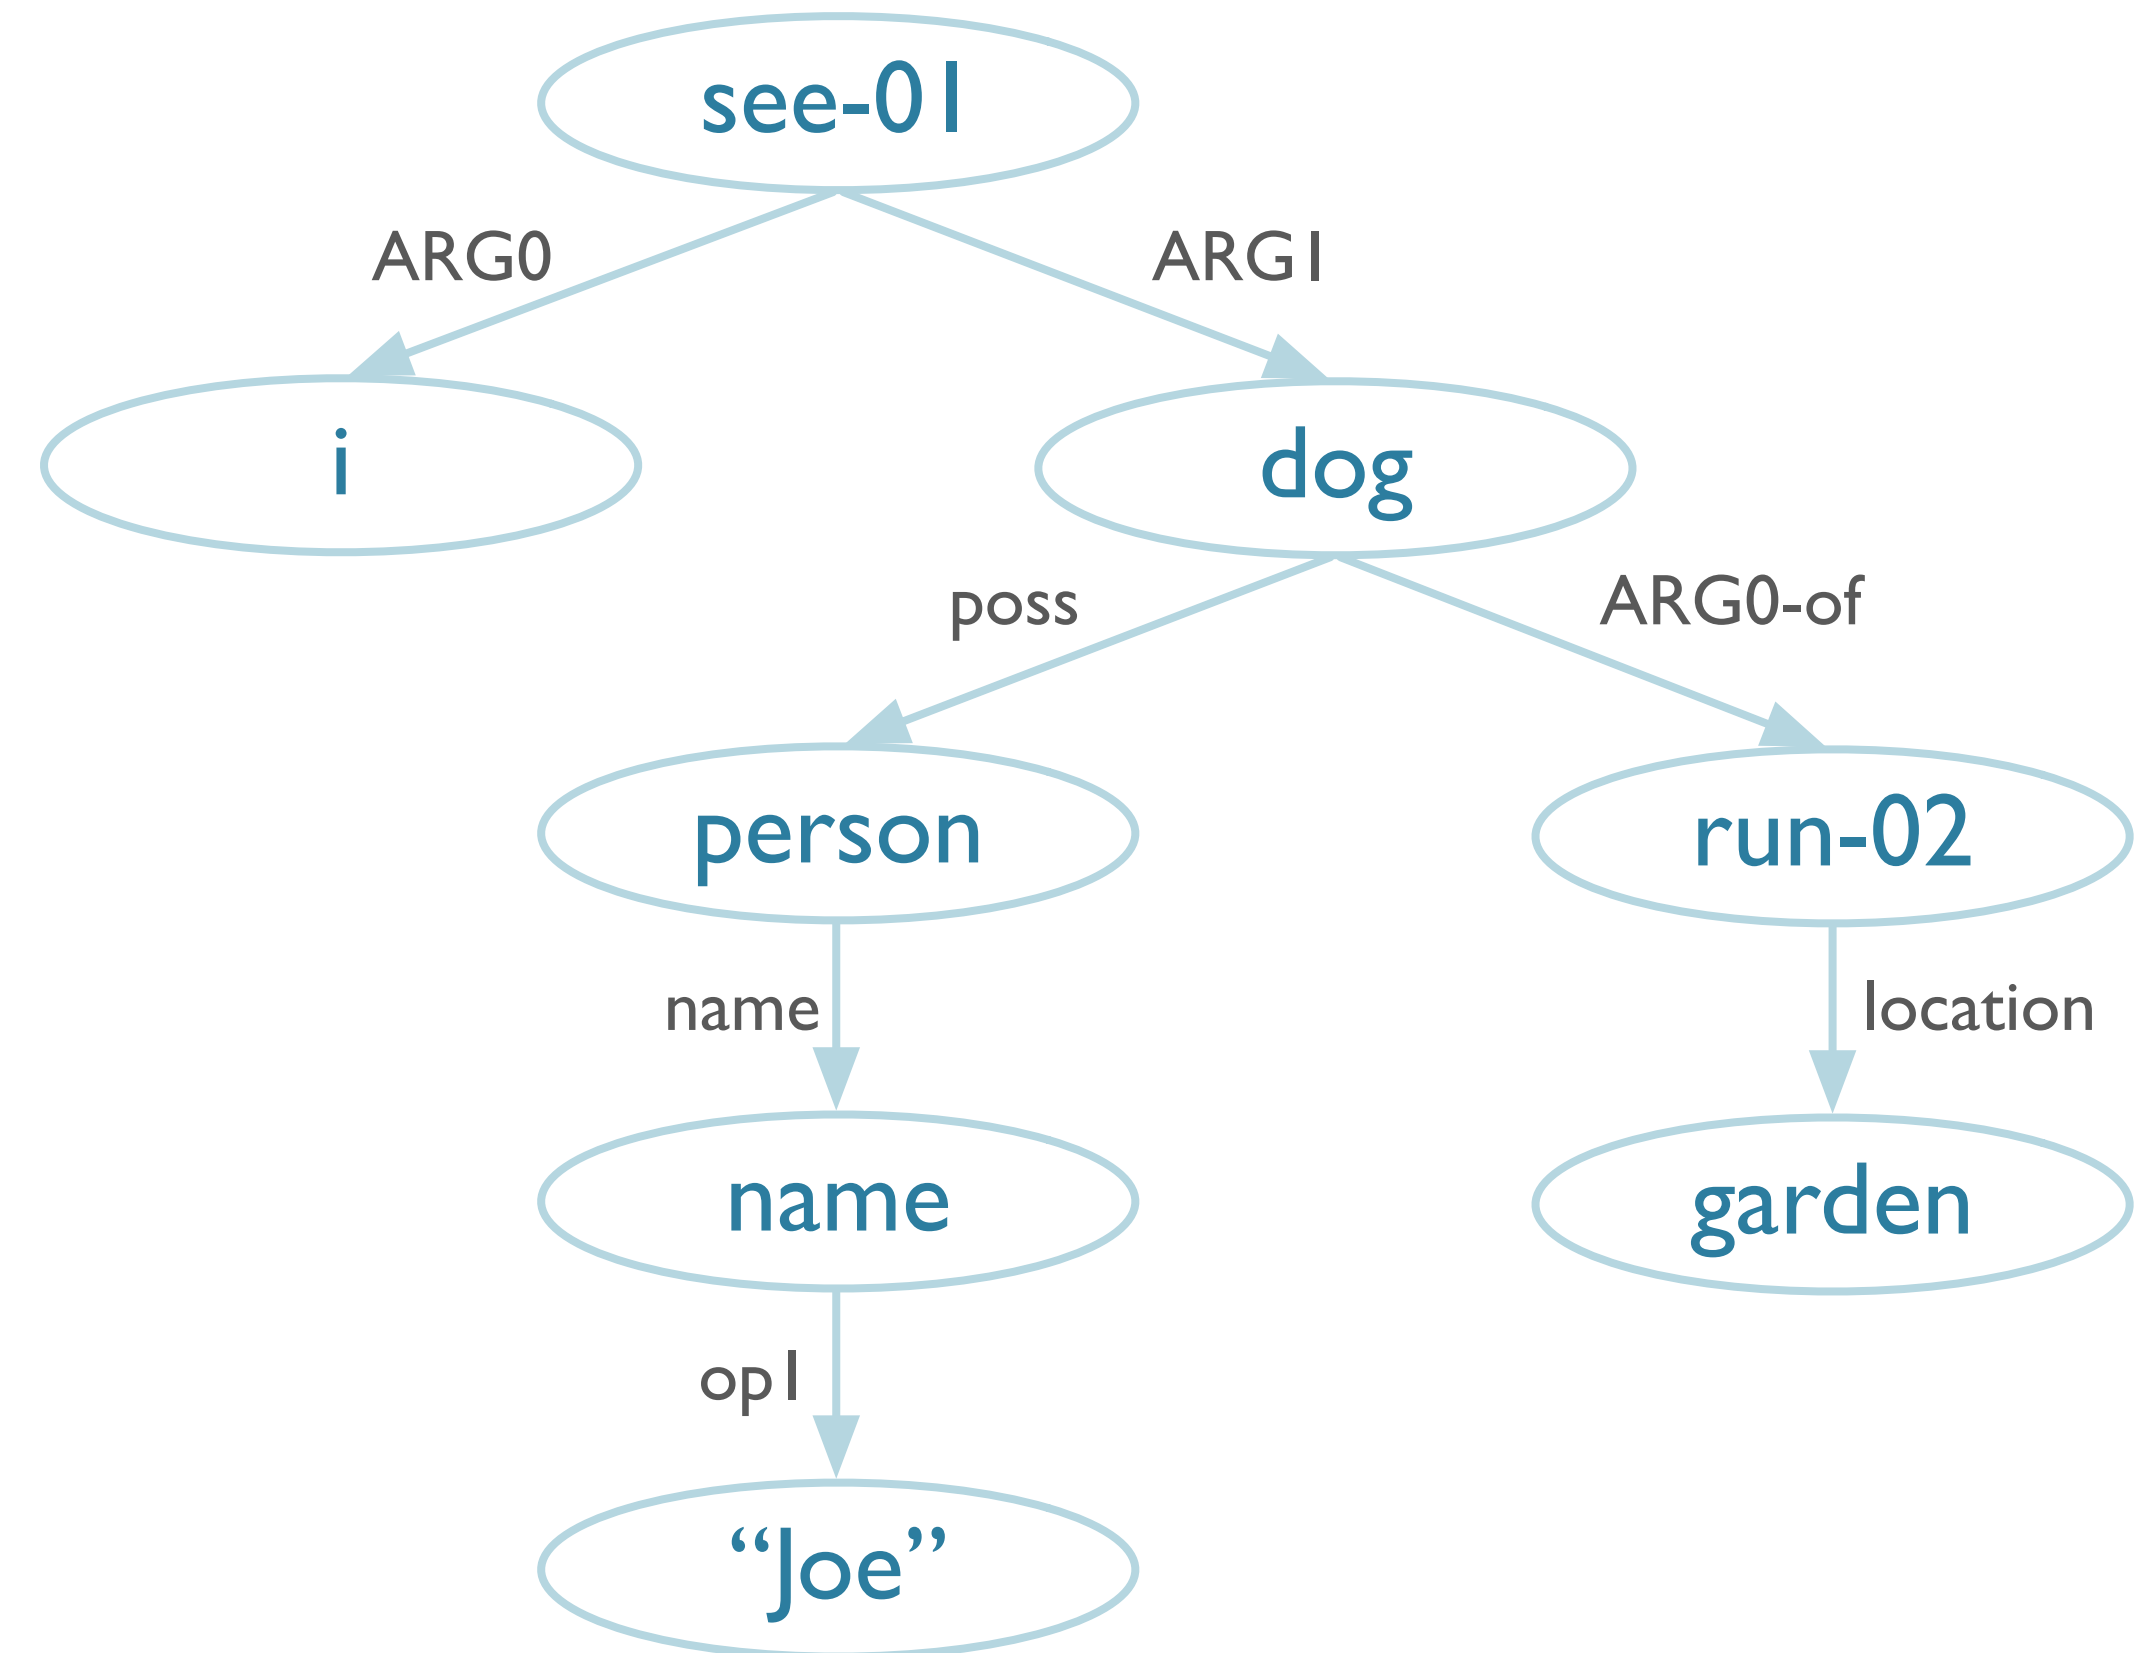 see-01
ARG0
ARG1
i
dog
poss
ARG0-of
person
run-02
name
location
name
garden
op1
“Joe”